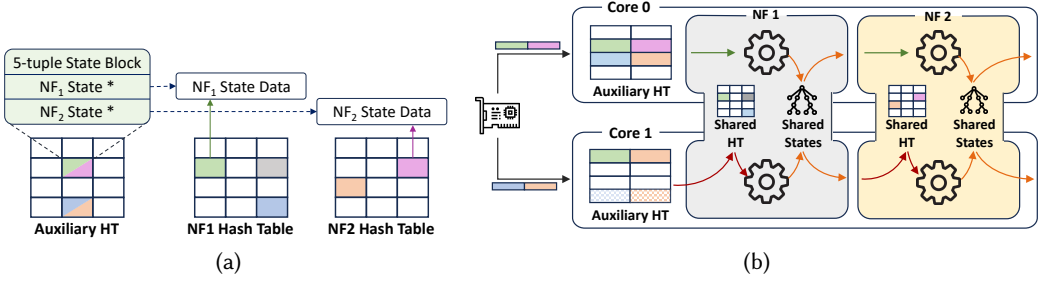 5-tuple State Block
NF1 State *
NF2 State *
NF1 State Data
NF2 State Data
Auxiliary HT
NF1 Hash Table
NF2 Hash Table
(a)
Core 0
NF 1
NF 2
Auxiliary HT
Shared
HT
Shared
States
Shared
HT
Shared
States
Core 1
Auxiliary HT
(b)